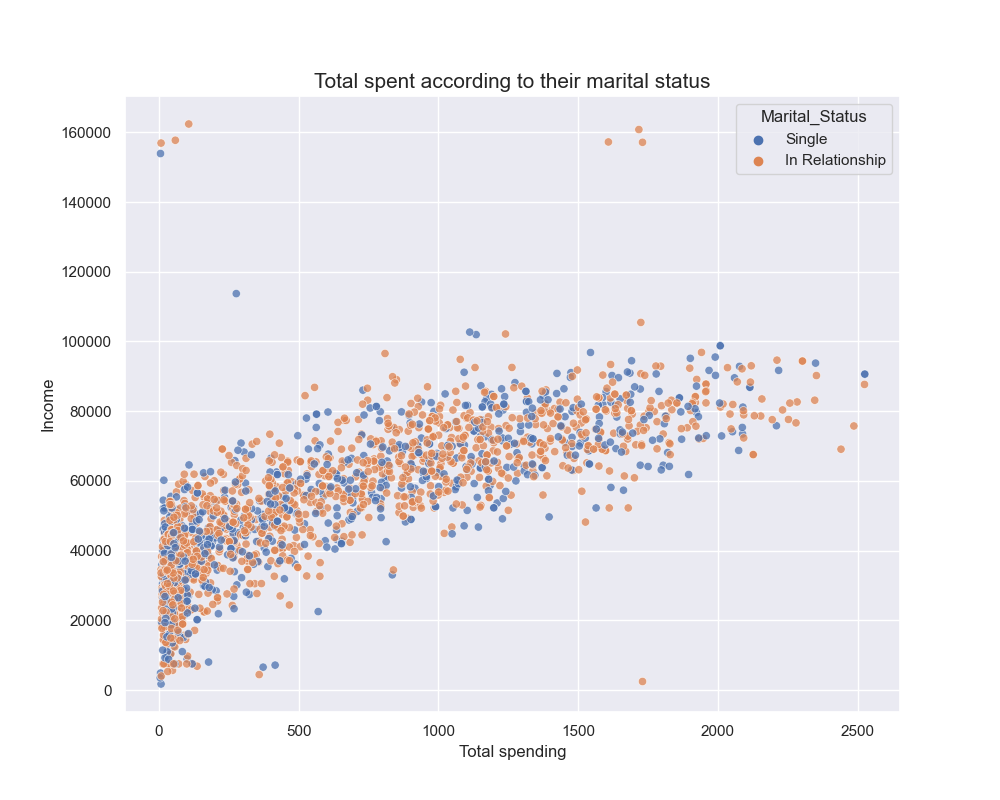 Total spent according to their marital status
Marital_Status
Single
In Relationship
Income
160000
140000
120000
100000
80000
60000
40000
20000
0
0 500 1000 1500 2000 2500
Total spending